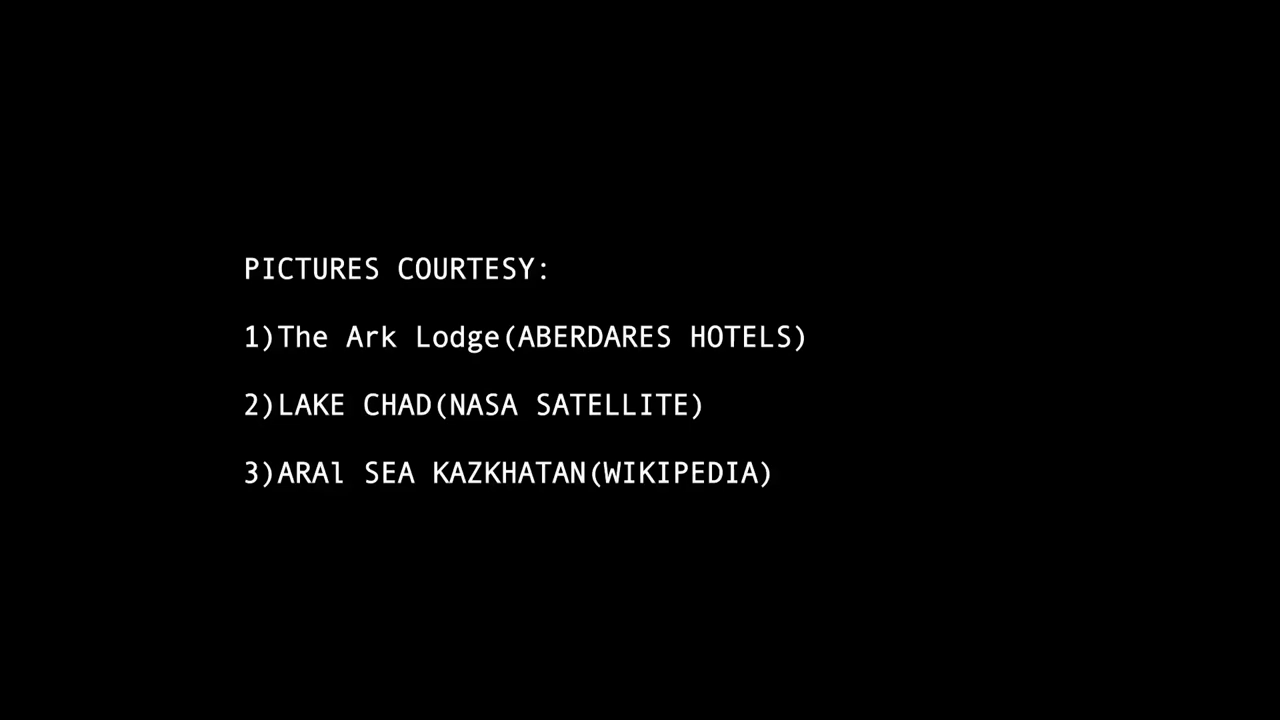 PICTURES COURTESY:
1)The Ark Lodge(ABERDARES HOTELS)
2)LAKE CHAD(NASA SATELLITE)
3)ARAl SEA KAZKHATAN(WIKIPEDIA)